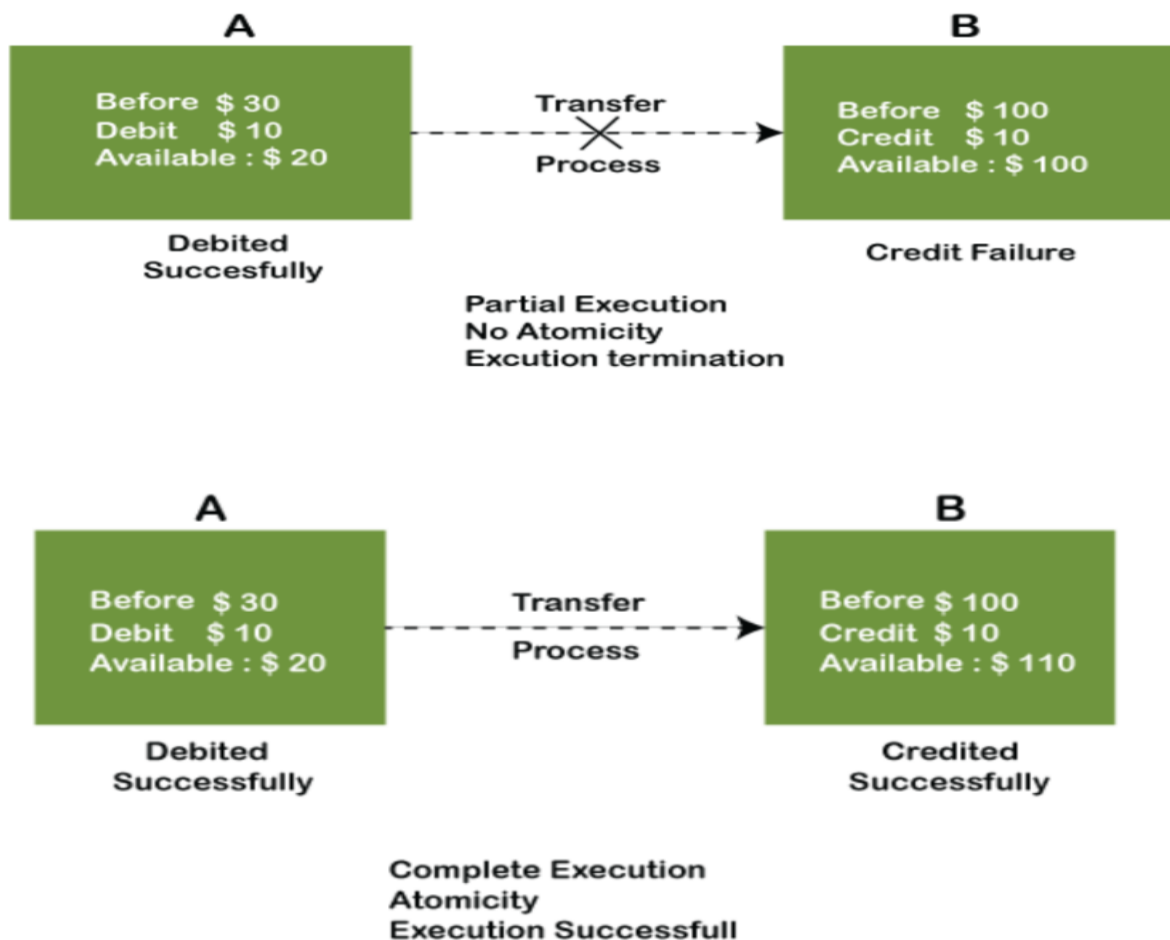 A
B
Before $ 30
Debit $ 10
Available : $ 20
Transfer
Process
Before $ 100
Credit $ 10
Available : $ 100
Debited
Succesfully
Credit Failure
Partial Execution
No Atomicity
Excution termination
A
B
Before $ 30
Debit $ 10
Available : $ 20
Transfer
Process
Before $ 100
Credit $ 10
Available : $ 110
Debited
Successfully
Credited
Successfully
Complete Execution
Atomicity
Execution Successfull